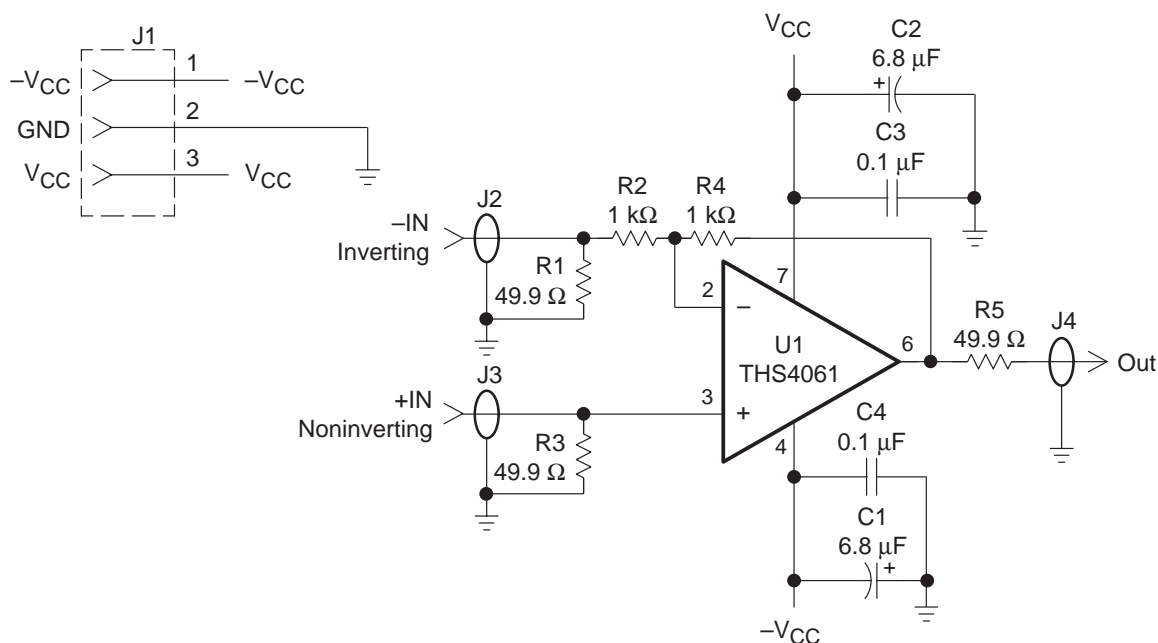 J1
–VCC
1
–VCC
GND
2
VCC
3
VCC
VCC
C2
6.8 μF
+
C3
0.1 μF
J2
–IN
Inverting
R2
1 kΩ
R4
1 kΩ
R1
49.9 Ω
2
–
7
U1
THS4061
6
R5
49.9 Ω
J4
Out
J3
+IN
Noninverting
3
+
R3
49.9 Ω
4
C4
0.1 μF
C1
6.8 μF
+
–VCC